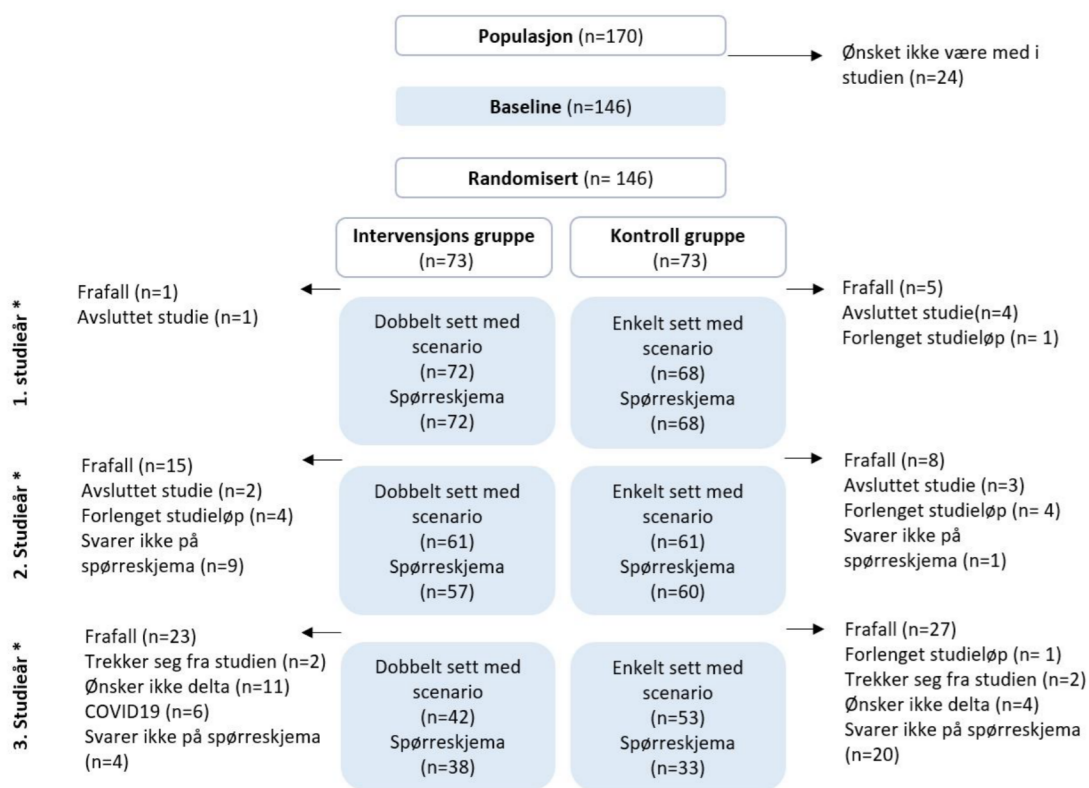 Populasjon (n=170)
Ønsket ikke være med i
studien (n=24)
Baseline (n=146)
Randomisert (n= 146)
Intervensjons gruppe
(n=73)
Kontroll gruppe
(n=73)
1. studieår *
Frafall (n=1)
Avsluttet studie (n=1)
Dobbelt sett med
scenario
(n=72)
Spørreskjema
(n=72)
Enkelt sett med
scenario
(n=68)
Spørreskjema
(n=68)
Frafall (n=5)
Avsluttet studie(n=4)
Forlenget studieløp (n= 1)
2. Studieår *
Frafall (n=15)
Avsluttet studie (n=2)
Forlenget studieløp (n=4)
Svarer ikke på
spørreskjema (n=9)
Dobbelt sett med
scenario
(n=61)
Spørreskjema
(n=57)
Enkelt sett med
scenario
(n=61)
Spørreskjema
(n=60)
Frafall (n=8)
Avsluttet studie (n=3)
Forlenget studieløp (n= 4)
Svarer ikke på
spørreskjema (n=1)
3. Studieår *
Frafall (n=23)
Trekker seg fra studien (n=2)
Ønsker ikke delta (n=11)
COVID19 (n=6)
Svarer ikke på spørreskjema
(n=4)
Dobbelt sett med
scenario
(n=42)
Spørreskjema
(n=38)
Enkelt sett med
scenario
(n=53)
Spørreskjema
(n=33)
Frafall (n=27)
Forlenget studieløp (n= 1)
Trekker seg fra studien (n=2)
Ønsker ikke delta (n=4)
Svarer ikke på spørreskjema
(n=20)